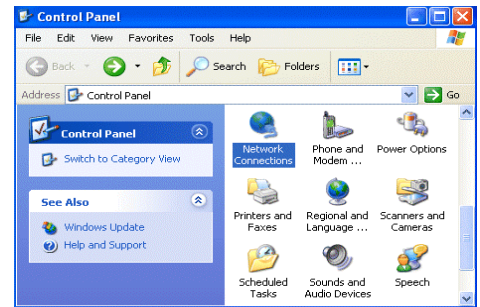 Control Panel
File Edit View Favorites Tools Help
Back Search Folders
Address Control Panel Go
Control Panel
Switch to Category View
See Also
Windows Update
Help and Support
Network Connections
Phone and Modem ...
Power Options
Printers and Faxes
Regional and Language ...
Scanners and Cameras
Scheduled Tasks
Sounds and Audio Devices
Speech